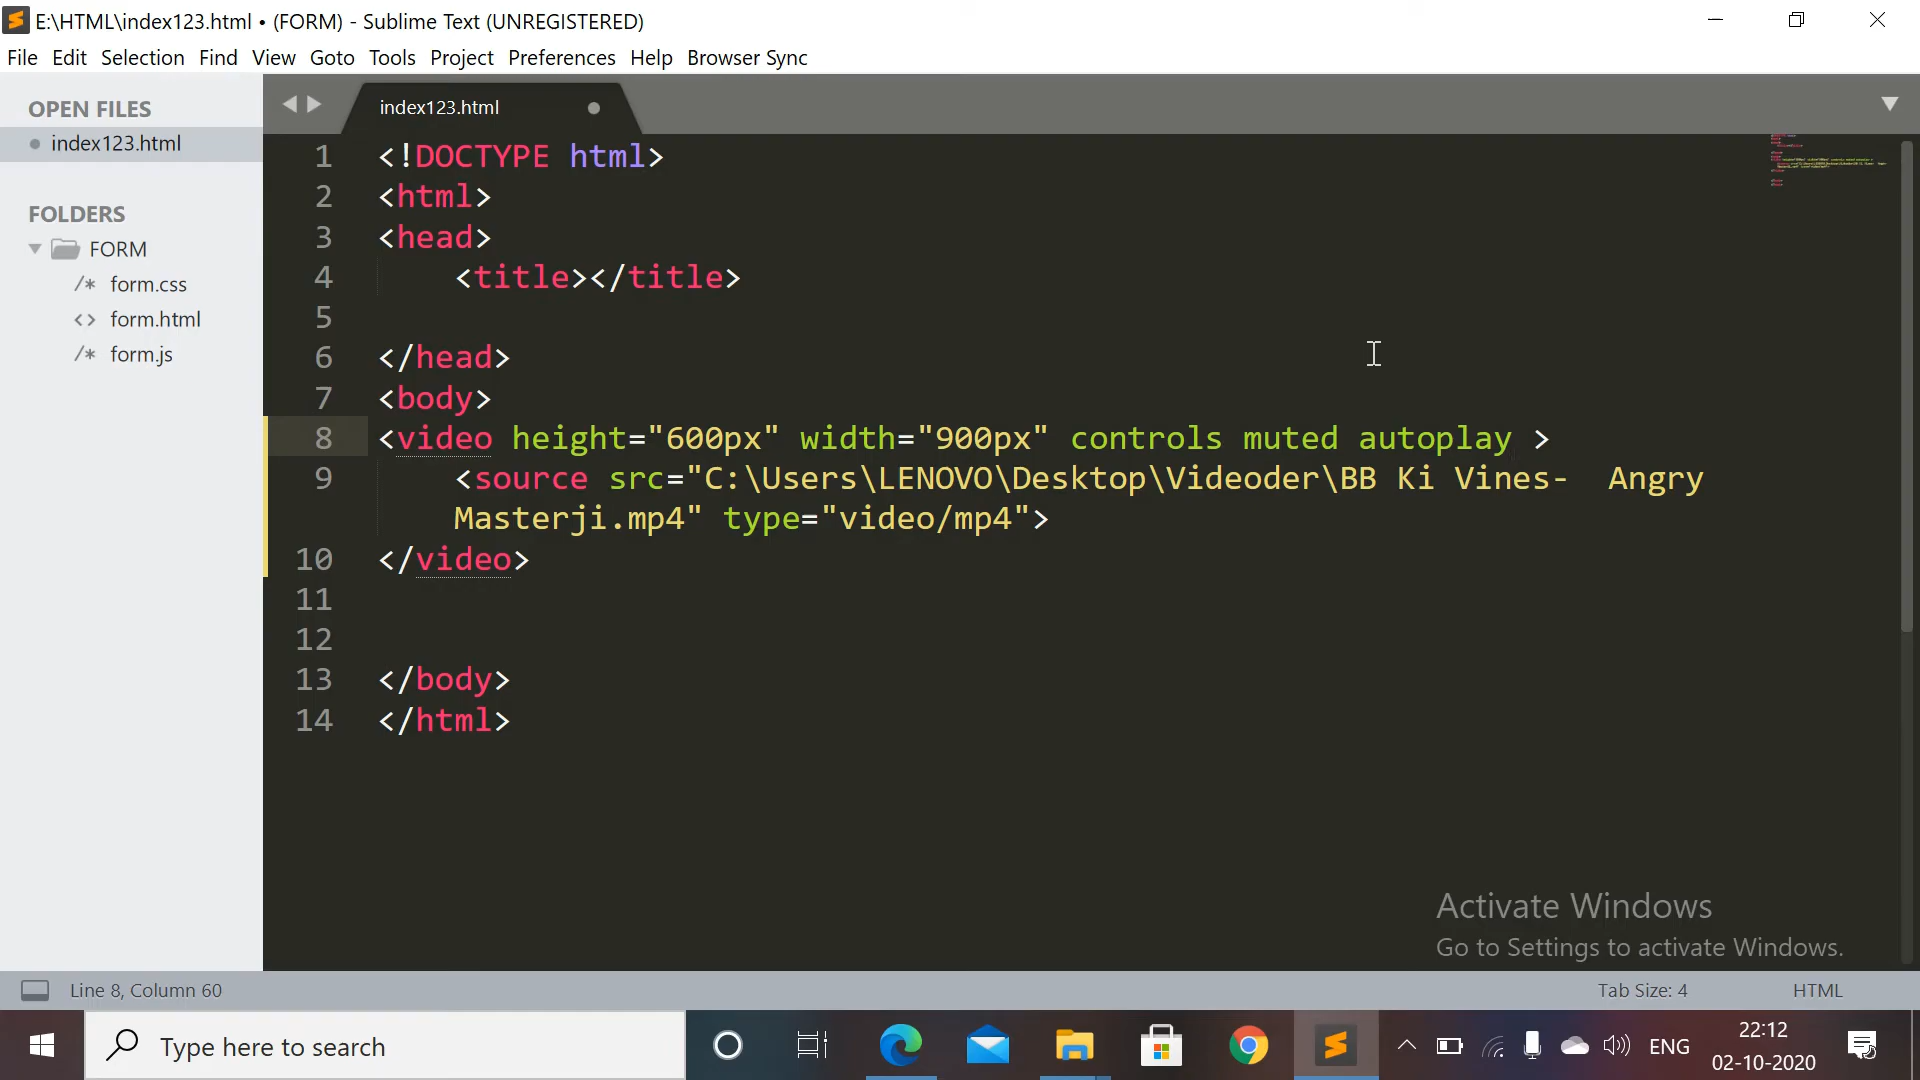 E:\HTML\index123.html • (FORM) - Sublime Text (UNREGISTERED)
File Edit Selection Find View Goto Tools Project Preferences Help Browser Sync
OPEN FILES
index123.html
FOLDERS
FORM
/* form.css
<> form.html
/* form.js
index123.html
1 <!DOCTYPE html>
2 <html>
3 <head>
4 <title></title>
5
6 </head>
7 <body>
8 <video height="600px" width="900px" controls muted autoplay >
9 <source src="C:\Users\LENOVO\Desktop\Videoder\BB Ki Vines-  Angry
Masterji.mp4" type="video/mp4">
10 </video>
11
12
13 </body>
14 </html>
Activate Windows
Go to Settings to activate Windows.
Line 8, Column 60
Tab Size: 4
HTML
Type here to search
ENG
22:12
02-10-2020